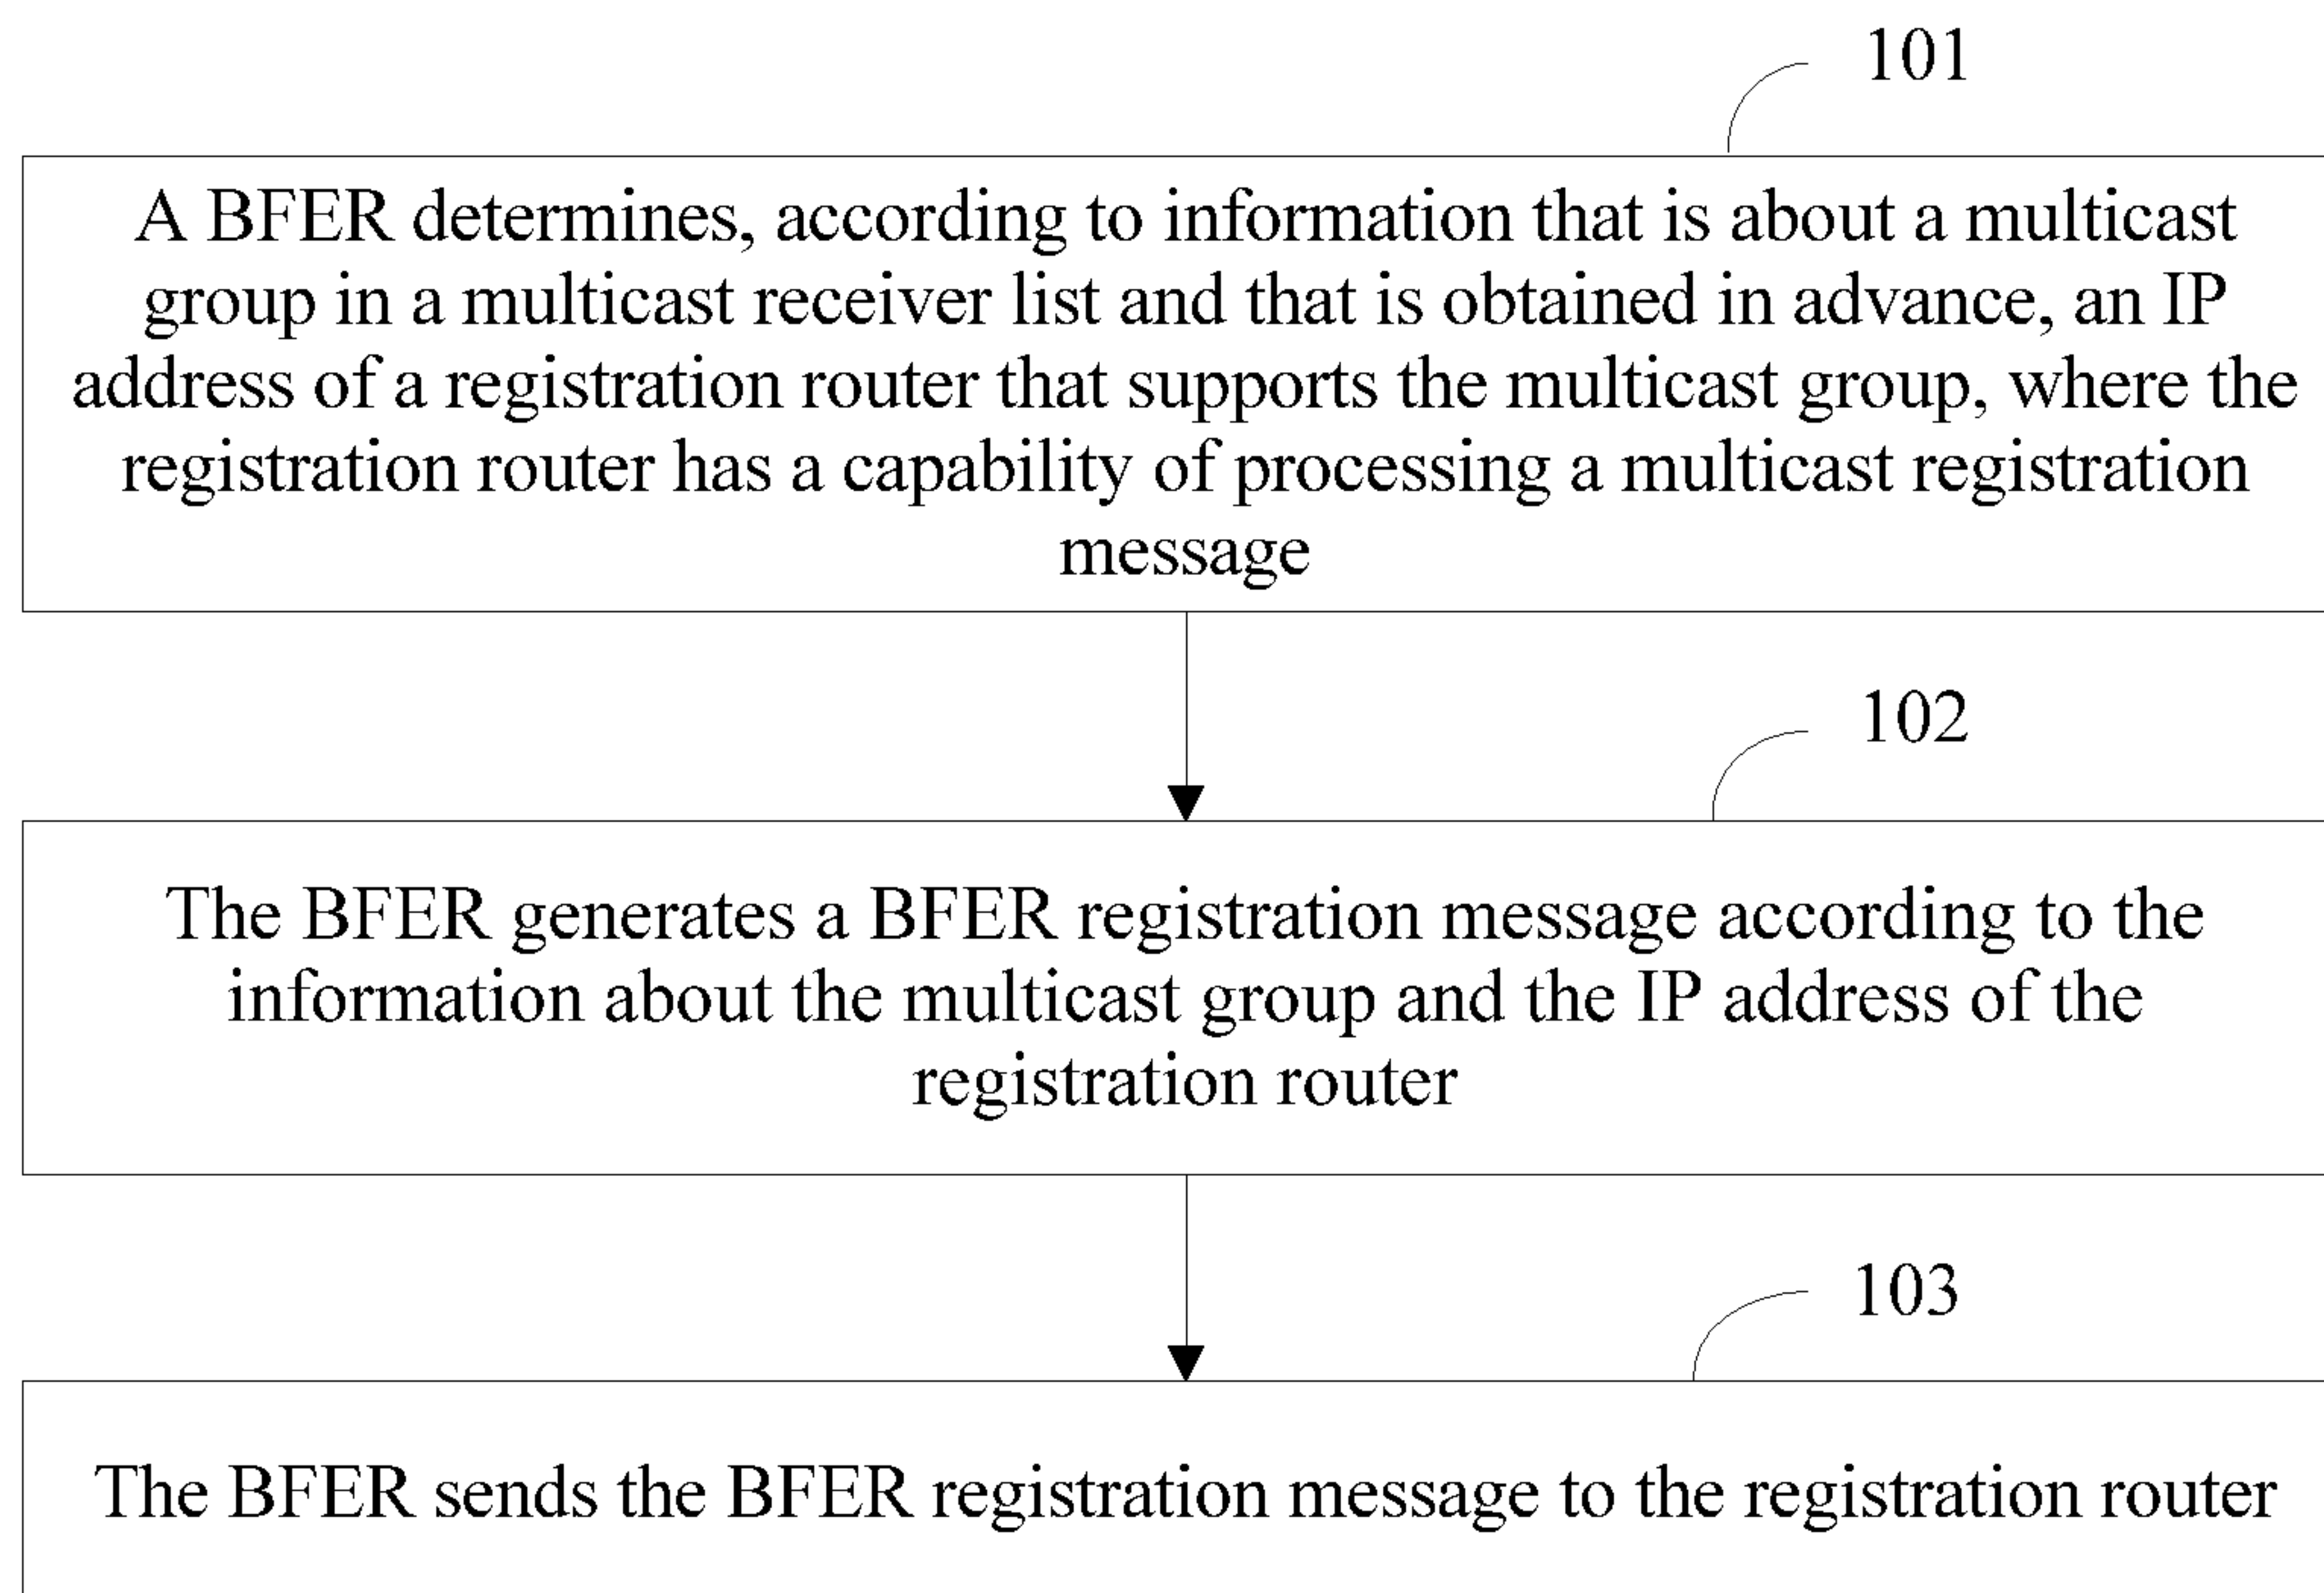 101
A BFER determines, according to information that is about a multicast
group in a multicast receiver list and that is obtained in advance, an IP
address of a registration router that supports the multicast group, where the
registration router has a capability of processing a multicast registration
message
102
The BFER generates a BFER registration message according to the
information about the multicast group and the IP address of the
registration router
103
The BFER sends the BFER registration message to the registration router